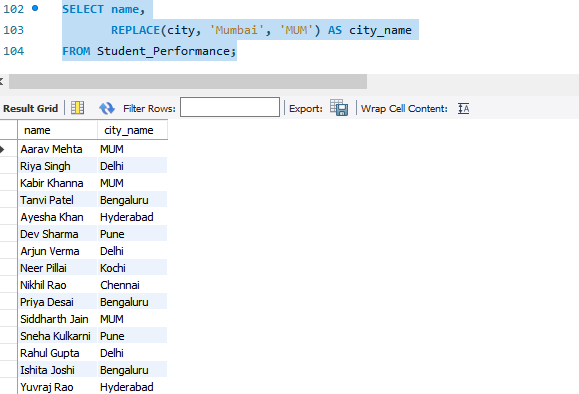 102 SELECT name,
103 REPLACE(city, 'Mumbai', 'MUM') AS city_name
104 FROM Student_Performance;
Result Grid Filter Rows: Export: Wrap Cell Content: IA
name city_name
Aarav Mehta MUM
Riya Singh Delhi
Kabir Khanna MUM
Tanvi Patel Bengaluru
Ayesha Khan Hyderabad
Dev Sharma Pune
Arjun Verma Delhi
Neer Pillai Kochi
Nikhil Rao Chennai
Priya Desai Bengaluru
Siddharth Jain MUM
Sneha Kulkarni Pune
Rahul Gupta Delhi
Ishita Joshi Bengaluru
Yuvraj Rao Hyderabad